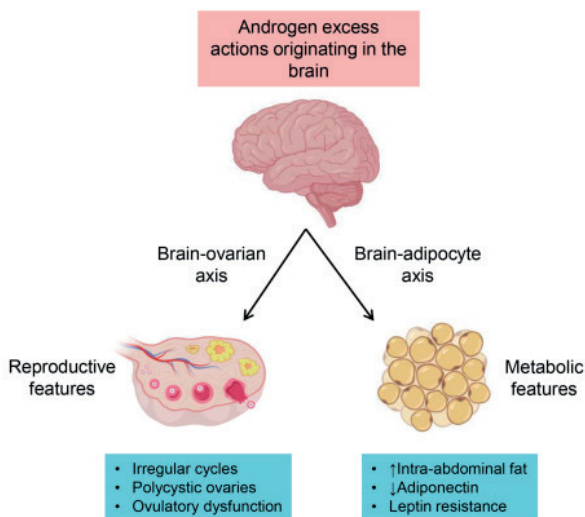 Androgen excess
actions originating in the
brain
Brain-ovarian
axis
Brain-adipocyte
axis
Reproductive
features
Metabolic
features
• Irregular cycles
• Polycystic ovaries
• Ovulatory dysfunction
• ↑Intra-abdominal fat
• ↓Adiponectin
• Leptin resistance